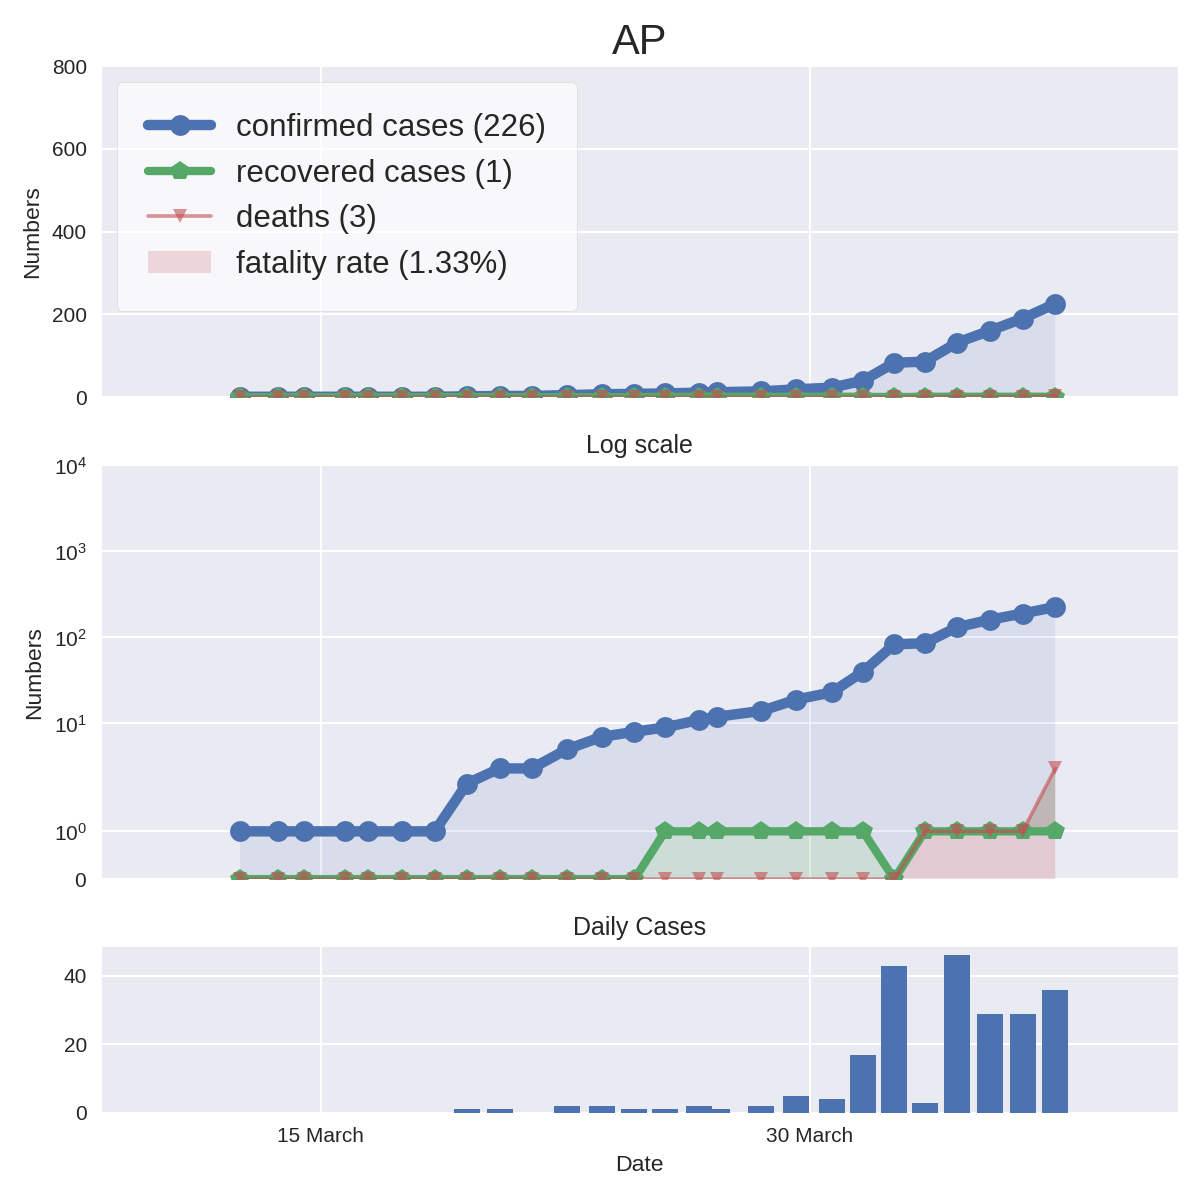 AP
800
600
400
200
0
Numbers
confirmed cases (226)
recovered cases (1)
deaths (3)
fatality rate (1.33%)
Log scale
10⁴
10³
10²
10¹
10⁰
0
Numbers
Daily Cases
40
20
0
15 March
30 March
Date